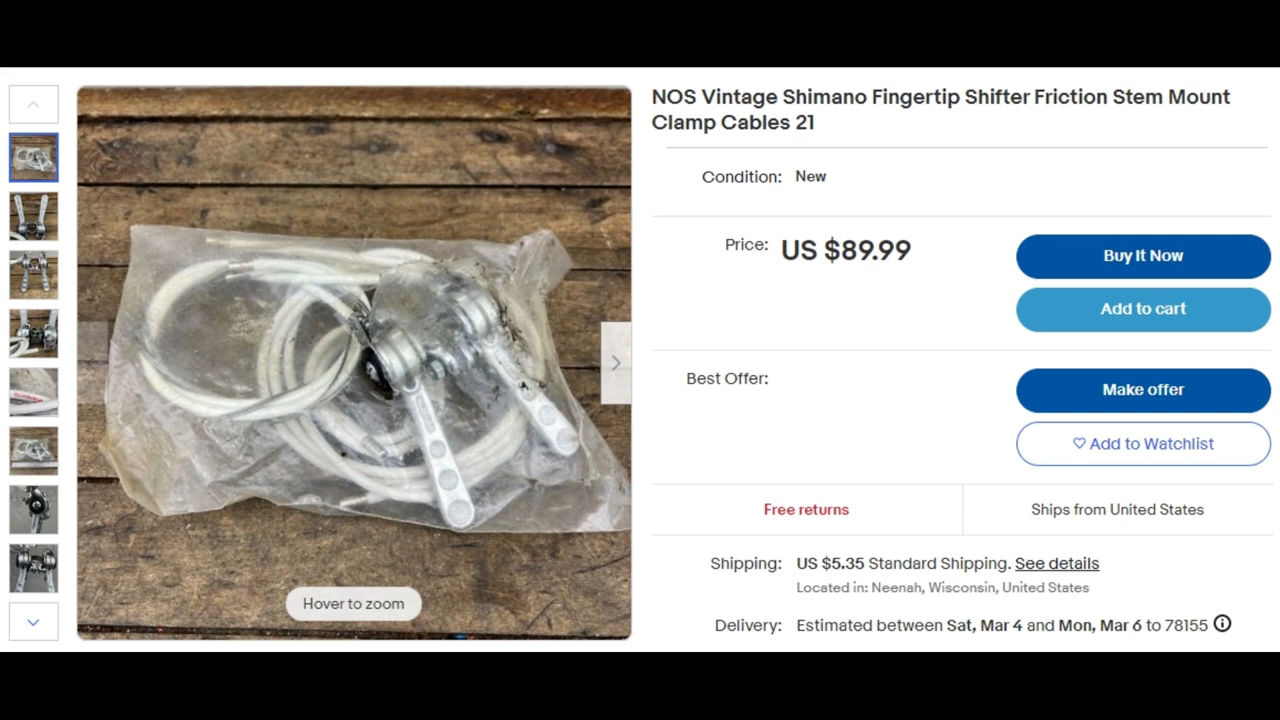 NOS Vintage Shimano Fingertip Shifter Friction Stem Mount
Clamp Cables 21
Condition: New
Price: US $89.99
Buy It Now
Add to cart
Best Offer:
Make offer
Add to Watchlist
Free returns
Ships from United States
Shipping: US $5.35 Standard Shipping. See details
Located in: Neenah, Wisconsin, United States
Delivery: Estimated between Sat, Mar 4 and Mon, Mar 6 to 78155
Hover to zoom